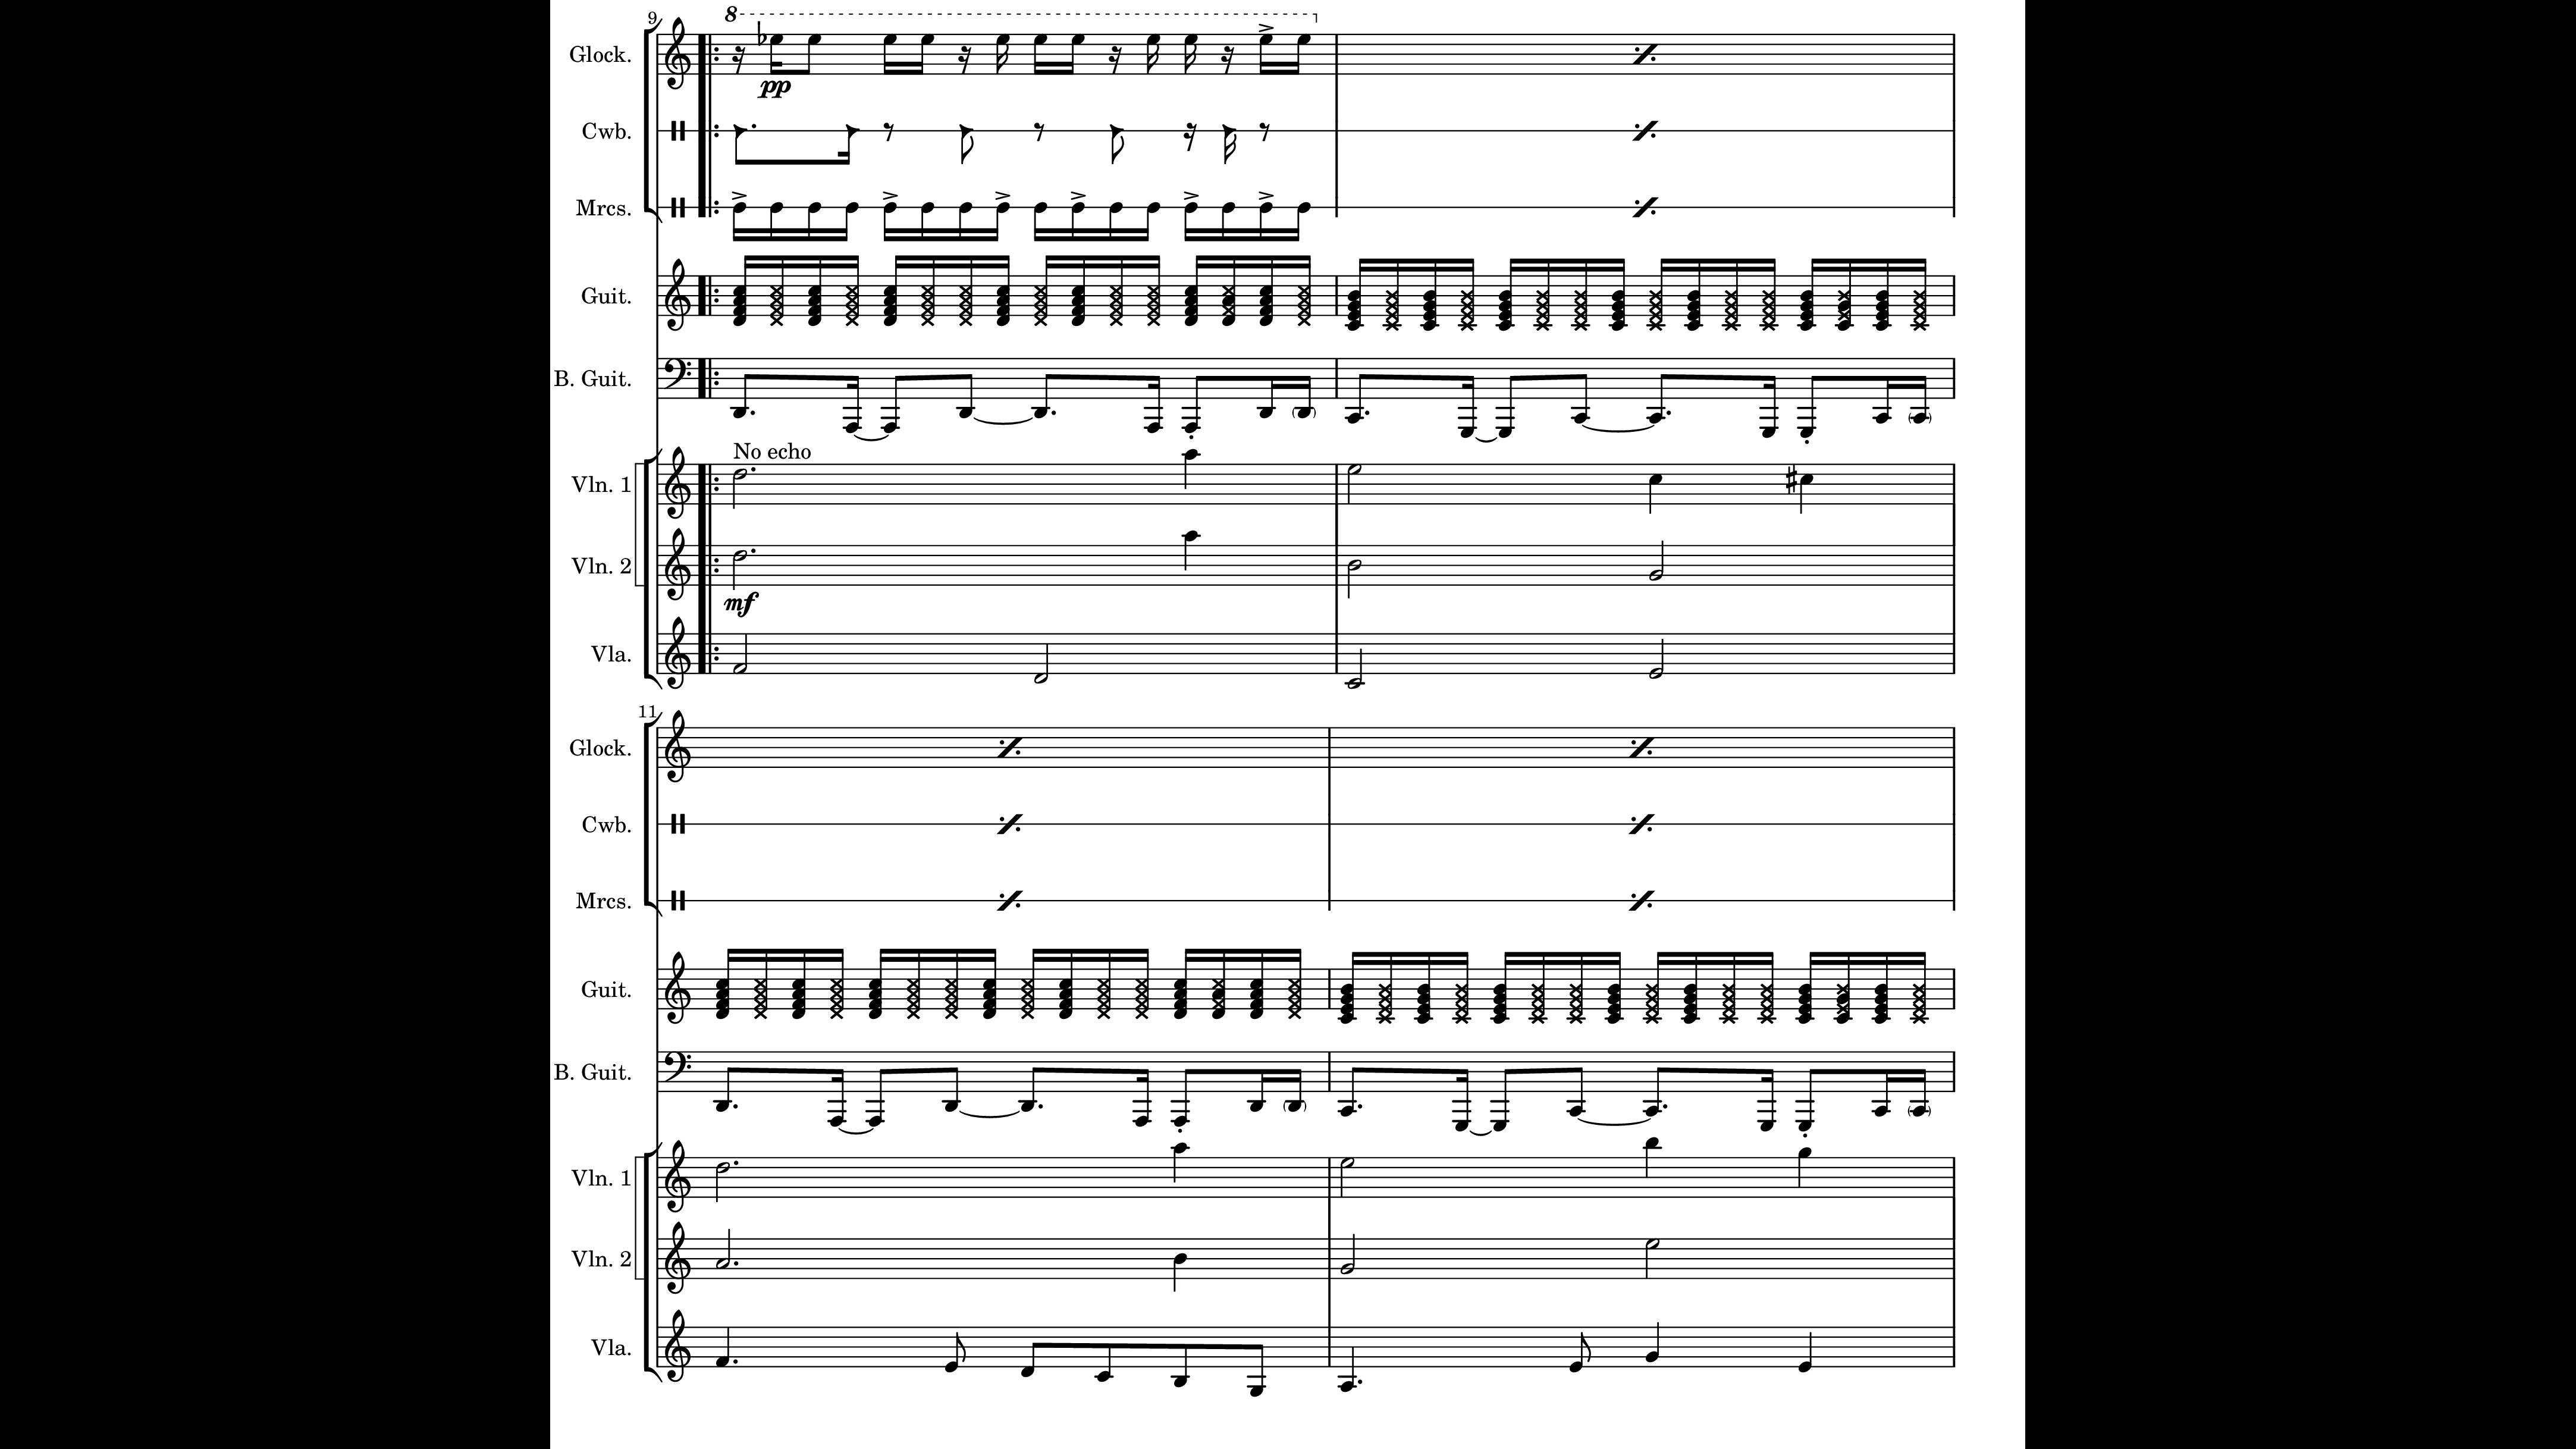 9
8
Glock.
pp
Cwb.
Mrcs.
Guit.
B. Guit.
No echo
Vln. 1
Vln. 2
mf
Vla.
11
Glock.
Cwb.
Mrcs.
Guit.
B. Guit.
Vln. 1
Vln. 2
Vla.